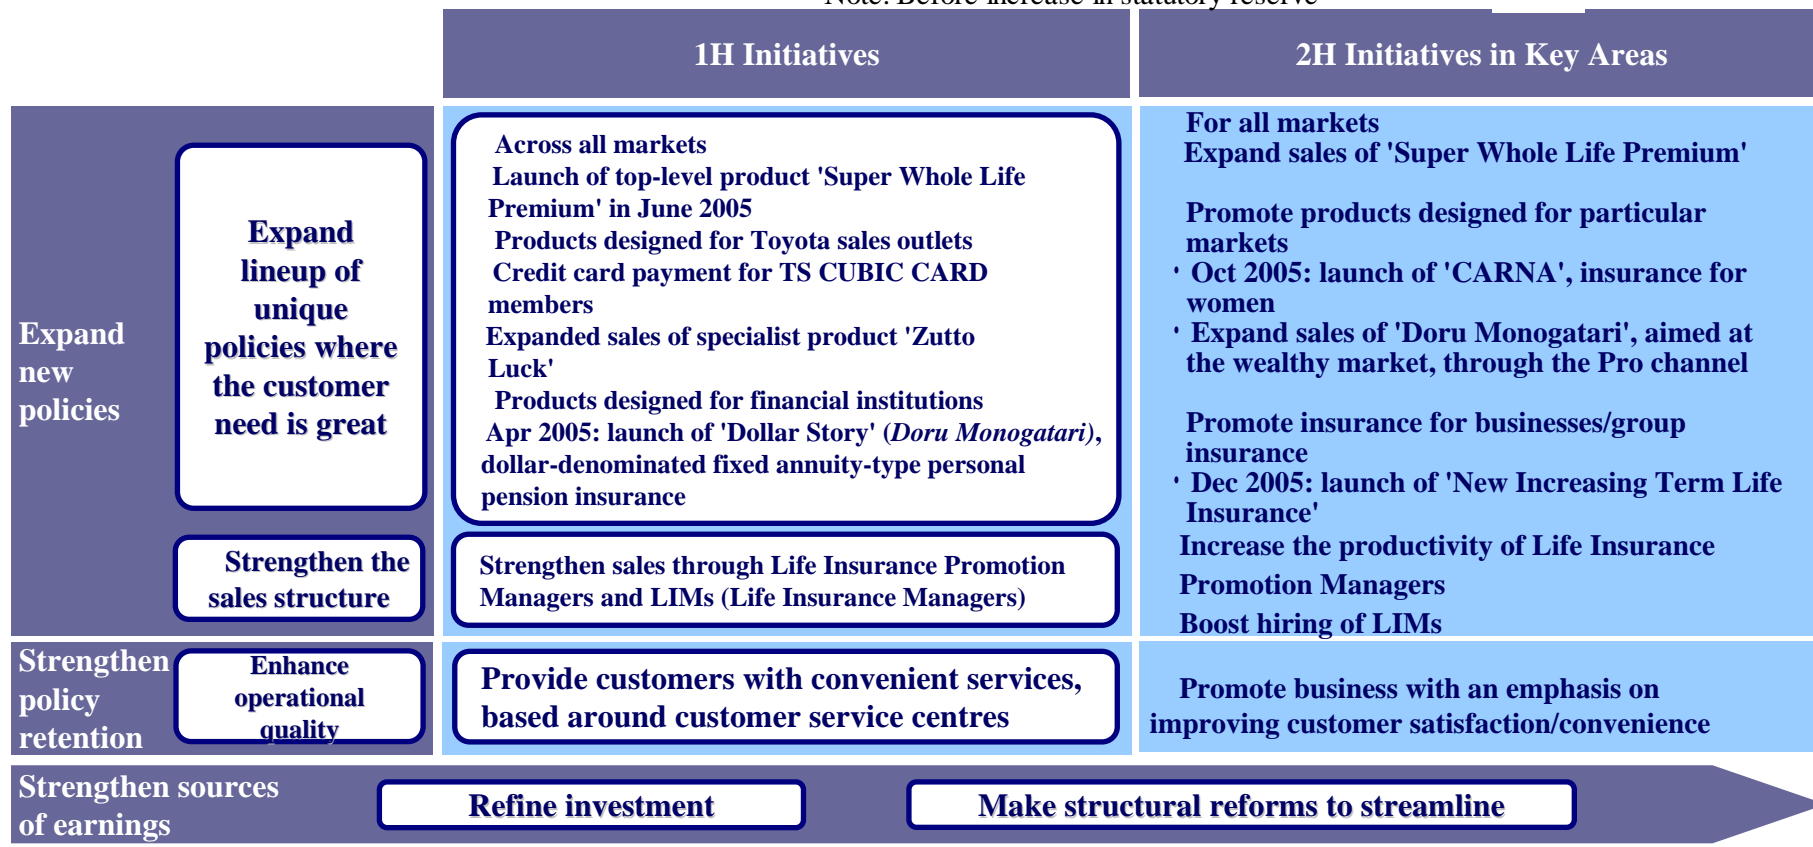 Note: Before increase in statutory reserve
1H Initiatives
2H Initiatives in Key Areas
Expand
new
policies
Expand
lineup of
unique
policies where
the customer
need is great
Across all markets
Launch of top-level product 'Super Whole Life
Premium' in June 2005
Products designed for Toyota sales outlets
Credit card payment for TS CUBIC CARD
members
Expanded sales of specialist product 'Zutto
Luck'
Products designed for financial institutions
Apr 2005: launch of 'Dollar Story' (Doru Monogatari),
dollar-denominated fixed annuity-type personal
pension insurance
For all markets
Expand sales of 'Super Whole Life Premium'
Promote products designed for particular
markets
・Oct 2005: launch of 'CARNA', insurance for
women
・Expand sales of 'Doru Monogatari', aimed at
the wealthy market, through the Pro channel
Promote insurance for businesses/group
insurance
・Dec 2005: launch of 'New Increasing Term Life
Insurance'
Strengthen the
sales structure
Strengthen sales through Life Insurance Promotion
Managers and LIMs (Life Insurance Managers)
Increase the productivity of Life Insurance
Promotion Managers
Boost hiring of LIMs
Strengthen
policy
retention
Enhance
operational
quality
Provide customers with convenient services,
based around customer service centres
Promote business with an emphasis on
improving customer satisfaction/convenience
Strengthen sources
of earnings
Refine investment
Make structural reforms to streamline